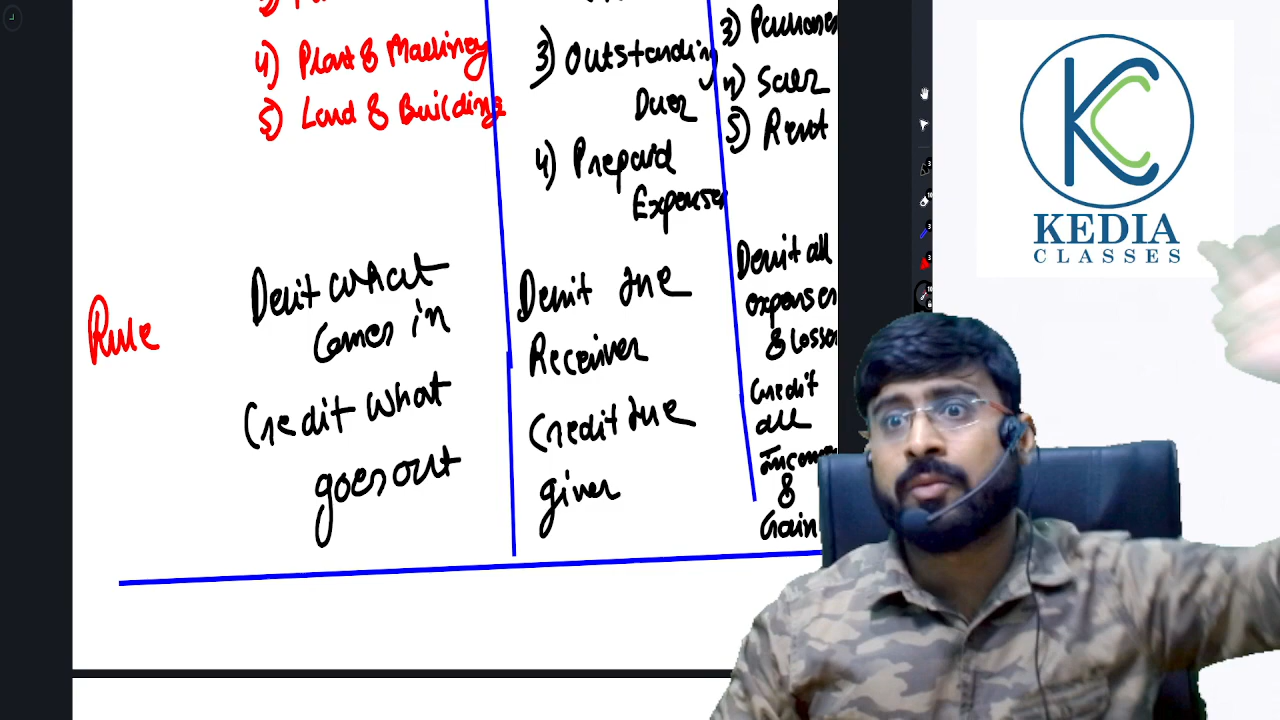 4) Plant & Machinery
5) Land & Buildings
3) Outstanding
Dues
4) Prepaid
Expenses
3) Purchases
4) Sales
5) Rent
Rule
Debit what
Comes in
Credit what
goes out
Debit the
Receiver
Credit the
giver
Debit all
expenses
& Losses
Credit
all
Incomes
&
Gain
KC
KEDIA
CLASSES